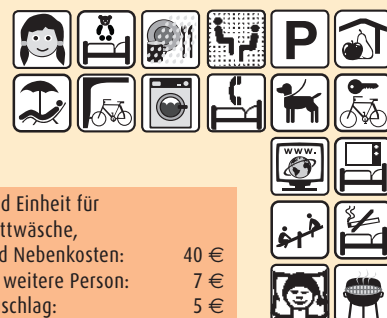 P
www.
d Einheit für
ttwäsche,
d Nebenkosten: 40 €
weitere Person: 7 €
schlag: 5 €